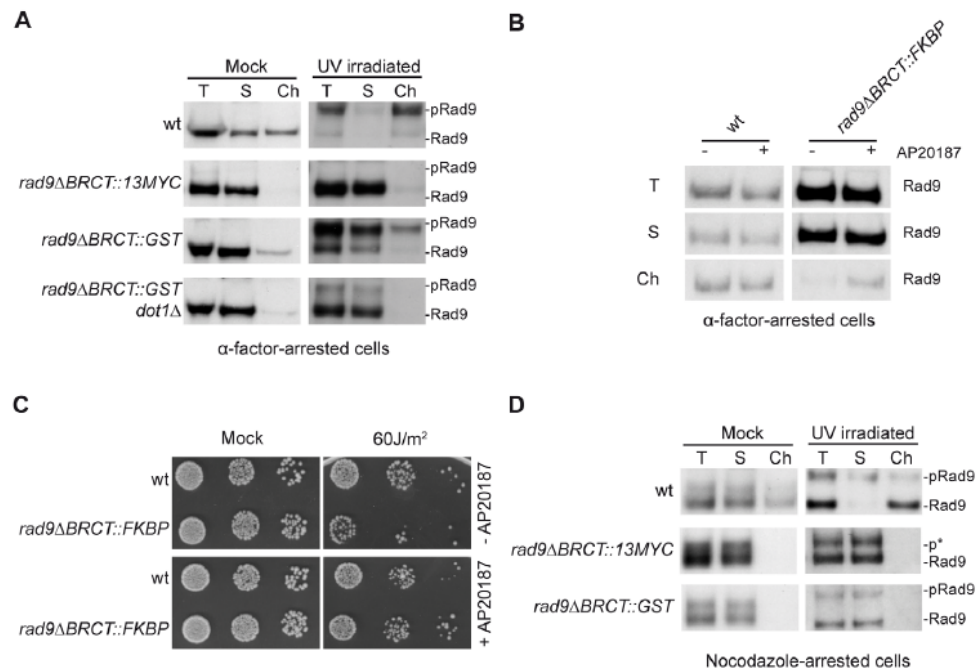 A
Mock
UV irradiated
T S Ch T S Ch
wt
-pRad9
-Rad9
rad9ΔBRCT::13MYC
-pRad9
-Rad9
rad9ΔBRCT::GST
-pRad9
-Rad9
rad9ΔBRCT::GST
dot1Δ
-pRad9
-Rad9
α-factor-arrested cells
B
wt
rad9ΔBRCT::FKBP
- + - + AP20187
T Rad9
S Rad9
Ch Rad9
α-factor-arrested cells
C
Mock 60J/m²
wt
rad9ΔBRCT::FKBP
- AP20187
wt
rad9ΔBRCT::FKBP
+ AP20187
D
Mock
UV irradiated
T S Ch T S Ch
wt
-pRad9
-Rad9
rad9ΔBRCT::13MYC
-p*
-Rad9
rad9ΔBRCT::GST
-pRad9
-Rad9
Nocodazole-arrested cells